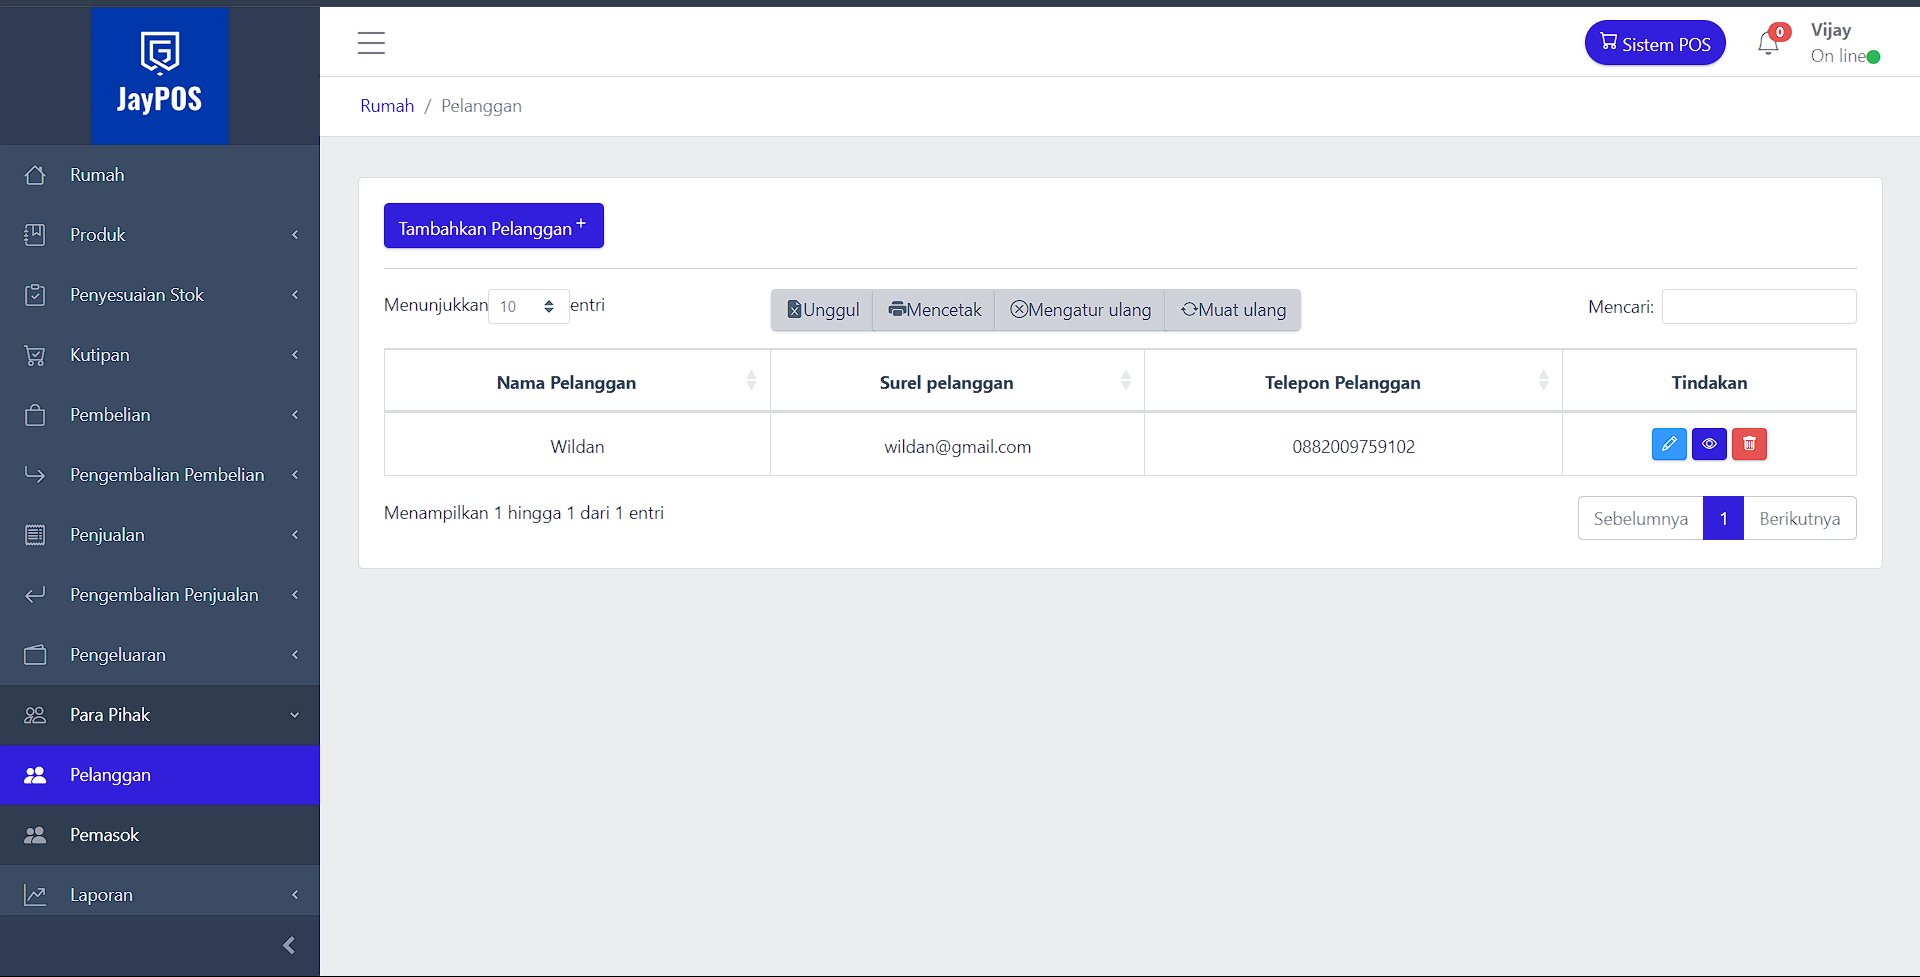 JayPOS
Sistem POS
0
Vijay
On line
Rumah / Pelanggan
Rumah
Produk
Penyesuaian Stok
Kutipan
Pembelian
Pengembalian Pembelian
Penjualan
Pengembalian Penjualan
Pengeluaran
Para Pihak
Pelanggan
Pemasok
Laporan
Tambahkan Pelanggan +
Menunjukkan 10 entri
Unggul Mencetak Mengatur ulang Muat ulang
Mencari:
Nama Pelanggan Surel pelanggan Telepon Pelanggan Tindakan
Wildan wildan@gmail.com 0882009759102
Menampilkan 1 hingga 1 dari 1 entri
Sebelumnya 1 Berikutnya